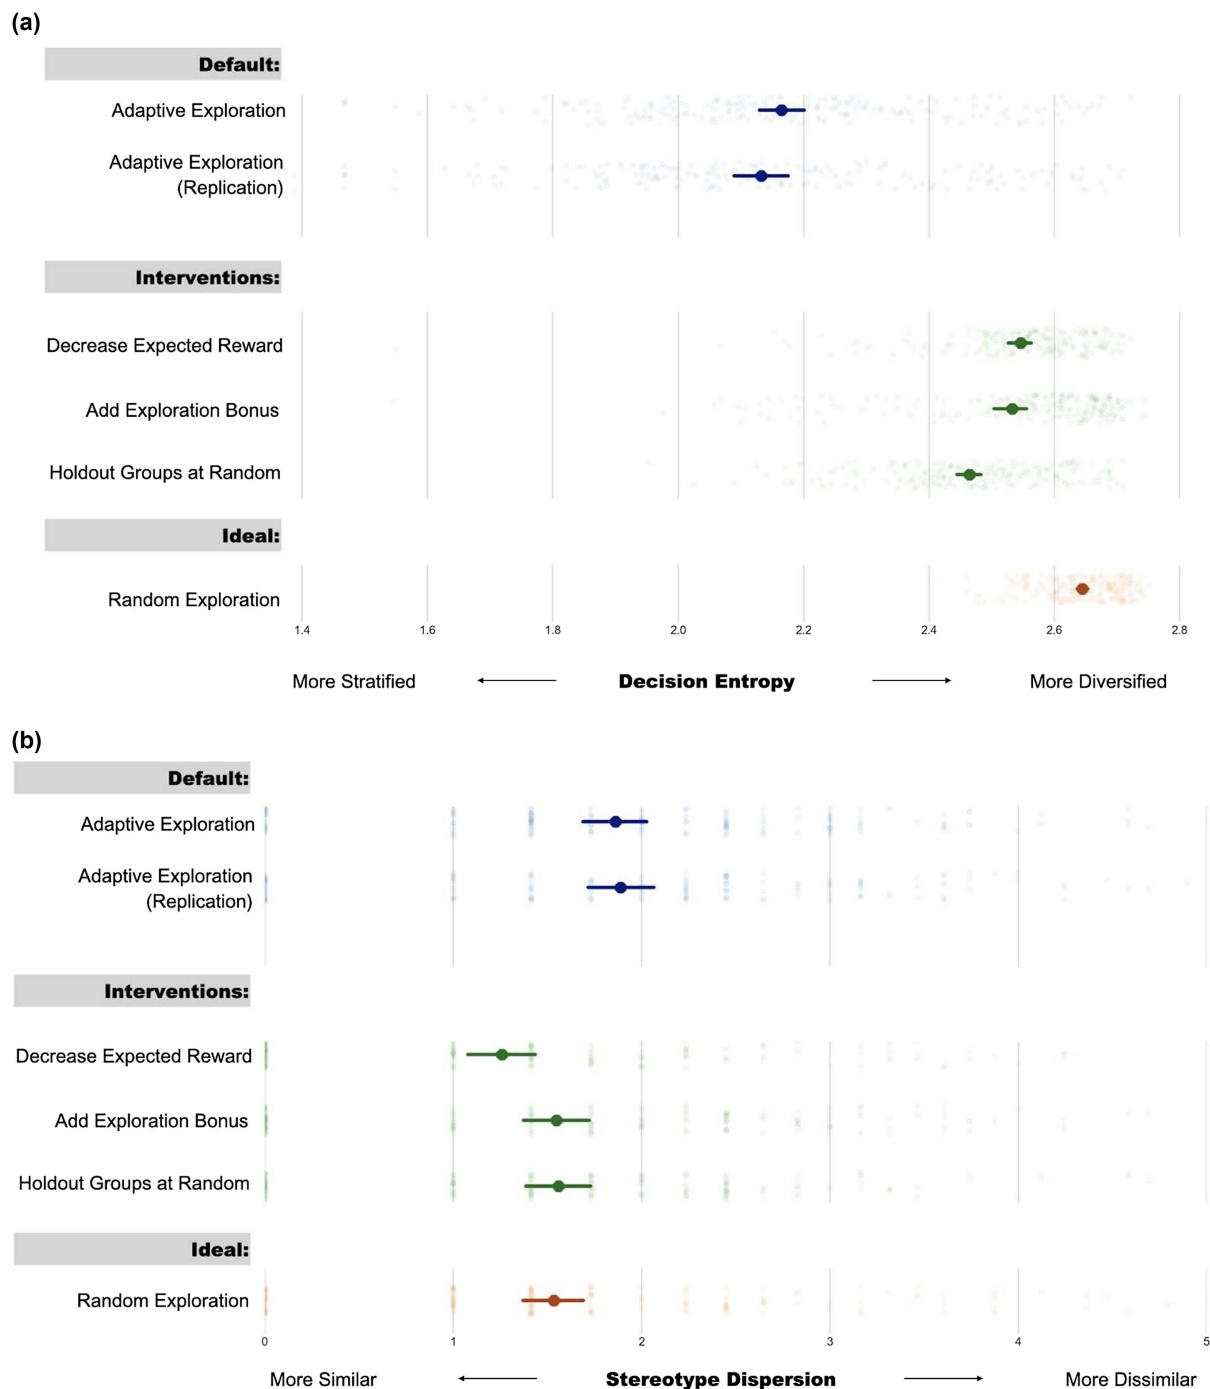 (a)
Default:
Adaptive Exploration
Adaptive Exploration
(Replication)
Interventions:
Decrease Expected Reward
Add Exploration Bonus
Holdout Groups at Random
Ideal:
Random Exploration
1.4 1.6 1.8 2.0 2.2 2.4 2.6 2.8
More Stratified Decision Entropy More Diversified
(b)
Default:
Adaptive Exploration
Adaptive Exploration
(Replication)
Interventions:
Decrease Expected Reward
Add Exploration Bonus
Holdout Groups at Random
Ideal:
Random Exploration
0 1 2 3 4 5
More Similar Stereotype Dispersion More Dissimilar